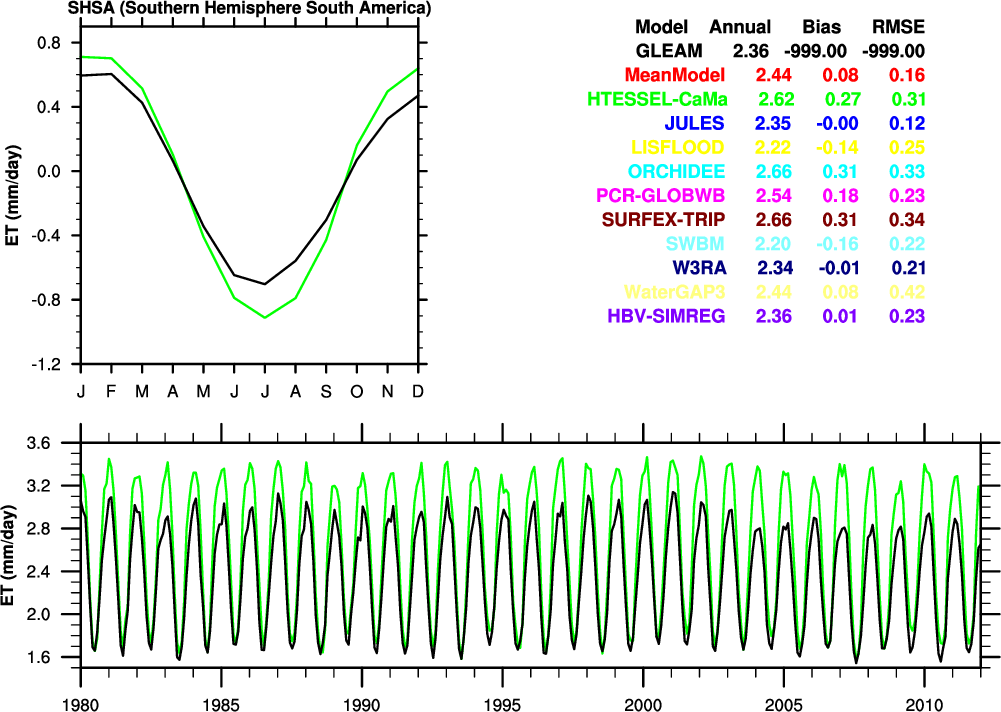 SHSA (Southern Hemisphere South America)
0.8
0.4
0.0
-0.4
-0.8
-1.2
ET (mm/day)
J F M A M J J A S O N D
Model Annual Bias RMSE
GLEAM 2.36 -999.00 -999.00
MeanModel 2.44 0.08 0.16
HTESSEL-CaMa 2.62 0.27 0.31
JULES 2.35 -0.00 0.12
LISFLOOD 2.22 -0.14 0.25
ORCHIDEE 2.66 0.31 0.33
PCR-GLOBWB 2.54 0.18 0.23
SURFEX-TRIP 2.66 0.31 0.34
SWBM 2.20 -0.16 0.22
W3RA 2.34 -0.01 0.21
WaterGAP3 2.44 0.08 0.42
HBV-SIMREG 2.36 0.01 0.23
3.6
3.2
2.8
2.4
2.0
1.6
ET (mm/day)
1980 1985 1990 1995 2000 2005 2010